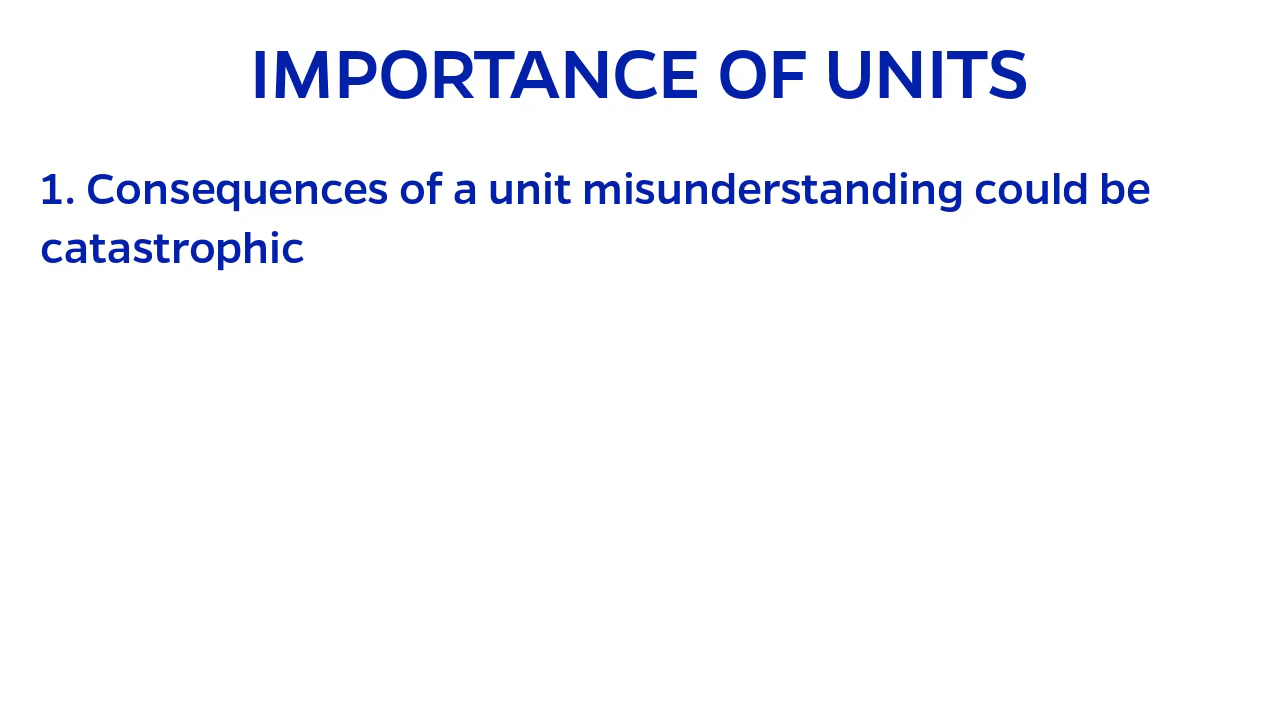 IMPORTANCE OF UNITS
1. Consequences of a unit misunderstanding could be
catastrophic